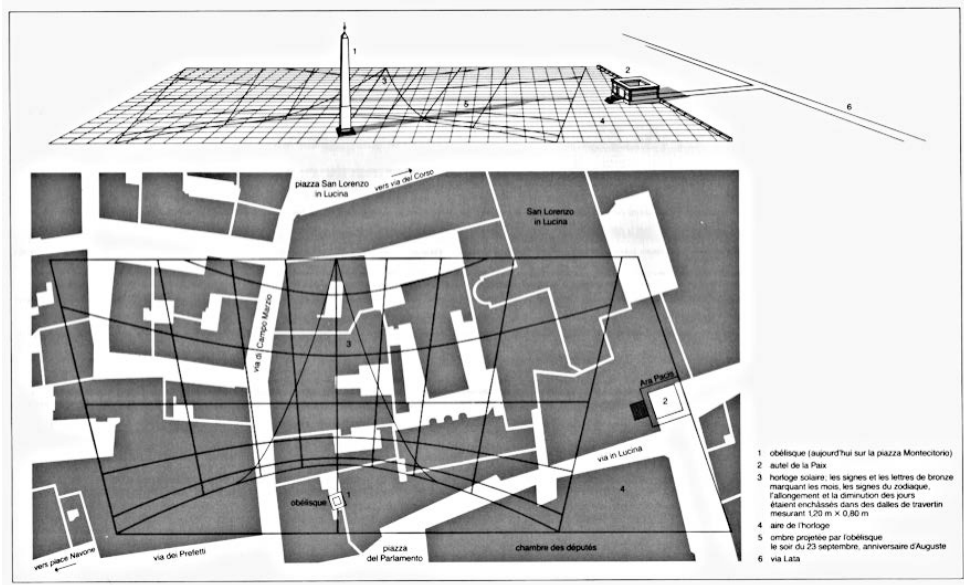 1
2
3
5
4
6
piazza San Lorenzo
in Lucina
vers via del Corso
San Lorenzo
in Lucina
via di Campo Marzio
3
Ara Pacis
2
via in Lucina
obélisque
1
4
vers place Navone
via dei Prefetti
piazza
del Parlamento
chambre des députés
1 obélisque (aujourd'hui sur la piazza Montecitorio)
2 autel de la Paix
3 horloge solaire; les signes et les lettres de bronze
marquant les mois, les signes du zodiaque,
l'allongement et la diminution des jours
étaient enchâssés dans des dalles de travertin
mesurant 1,20 m × 0,80 m
4 aire de l'horloge
5 ombre projetée par l'obélisque
le soir du 23 septembre, anniversaire d'Auguste
6 via Lata